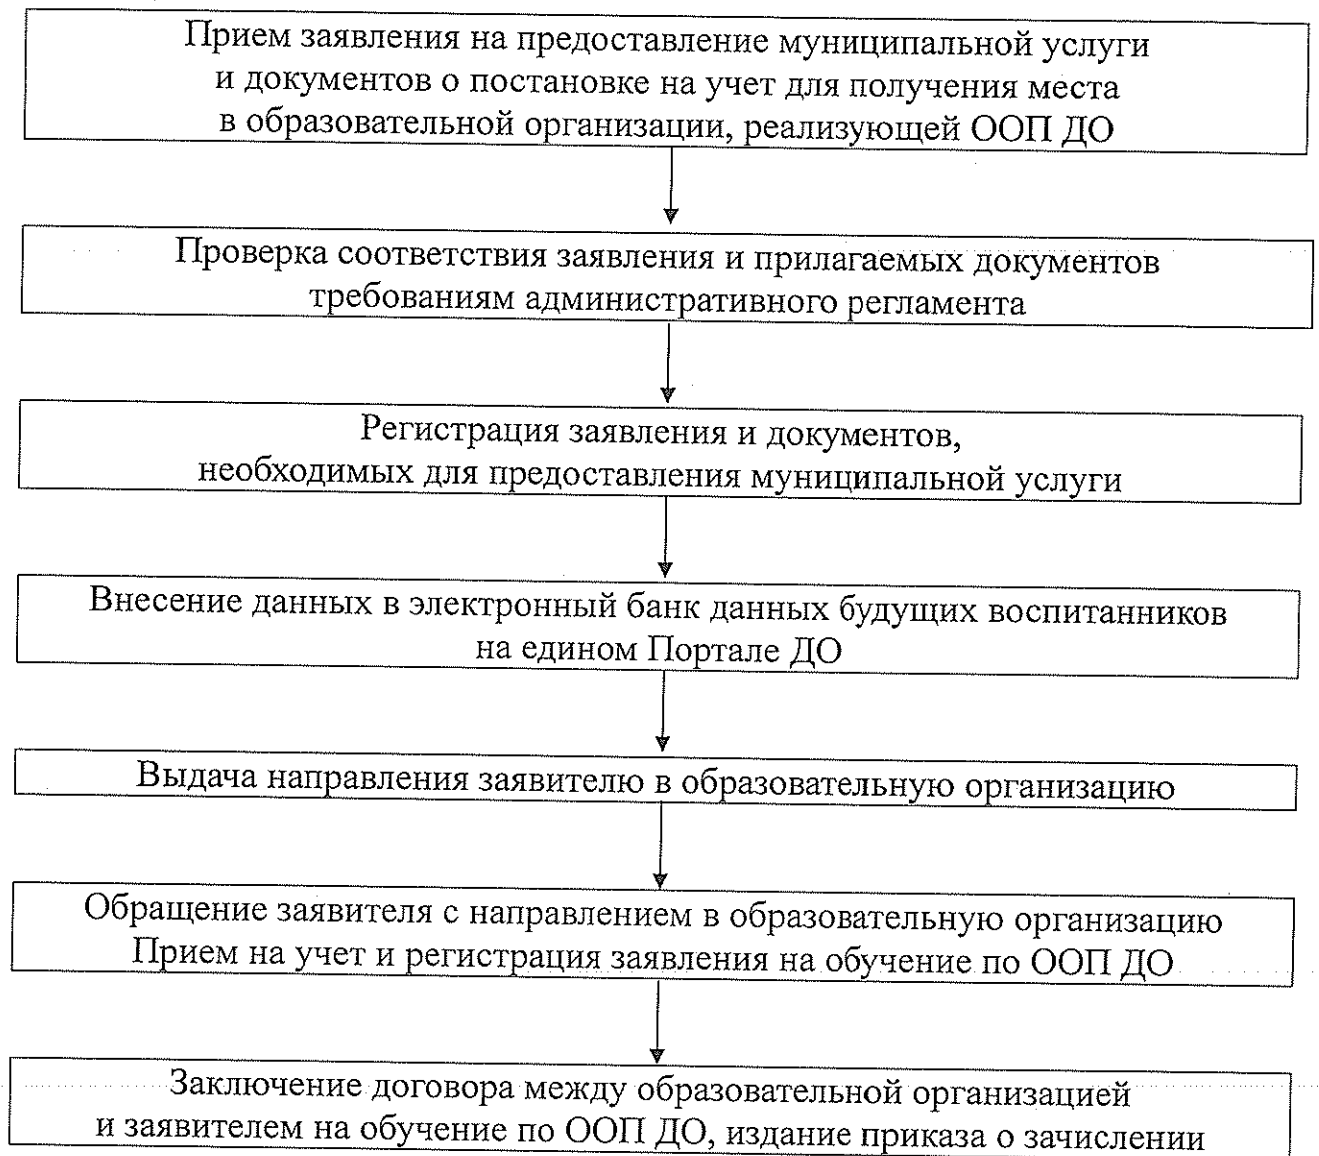 Прием заявления на предоставление муниципальной услуги
и документов о постановке на учет для получения места
в образовательной организации, реализующей ООП ДО
Проверка соответствия заявления и прилагаемых документов
требованиям административного регламента
Регистрация заявления и документов,
необходимых для предоставления муниципальной услуги
Внесение данных в электронный банк данных будущих воспитанников
на едином Портале ДО
Выдача направления заявителю в образовательную организацию
Обращение заявителя с направлением в образовательную организацию
Прием на учет и регистрация заявления на обучение по ООП ДО
Заключение договора между образовательной организацией
и заявителем на обучение по ООП ДО, издание приказа о зачислении